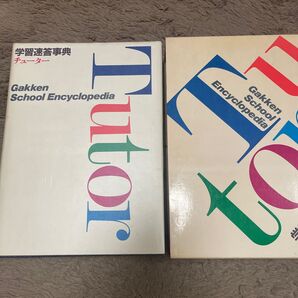 学習速答事典
チューター
Gakken
School Encyclopedia
Tutor
Tu
tor
Gakken
School
Encyclopedia
学